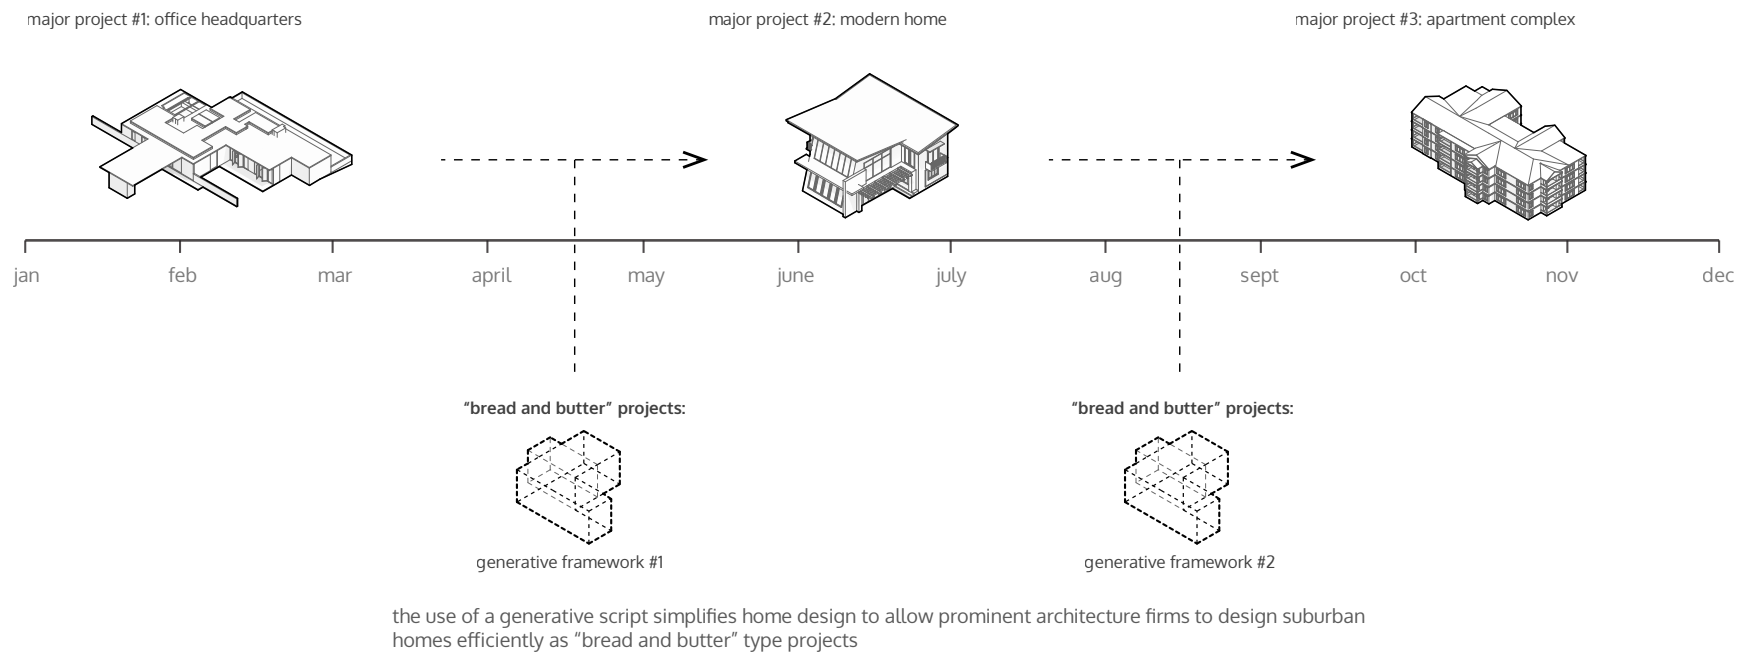 major project #1: office headquarters
major project #2: modern home
major project #3: apartment complex
jan feb mar april may june july aug sept oct nov dec
“bread and butter” projects:
“bread and butter” projects:
generative framework #1
generative framework #2
the use of a generative script simplifies home design to allow prominent architecture firms to design suburban
homes efficiently as “bread and butter” type projects